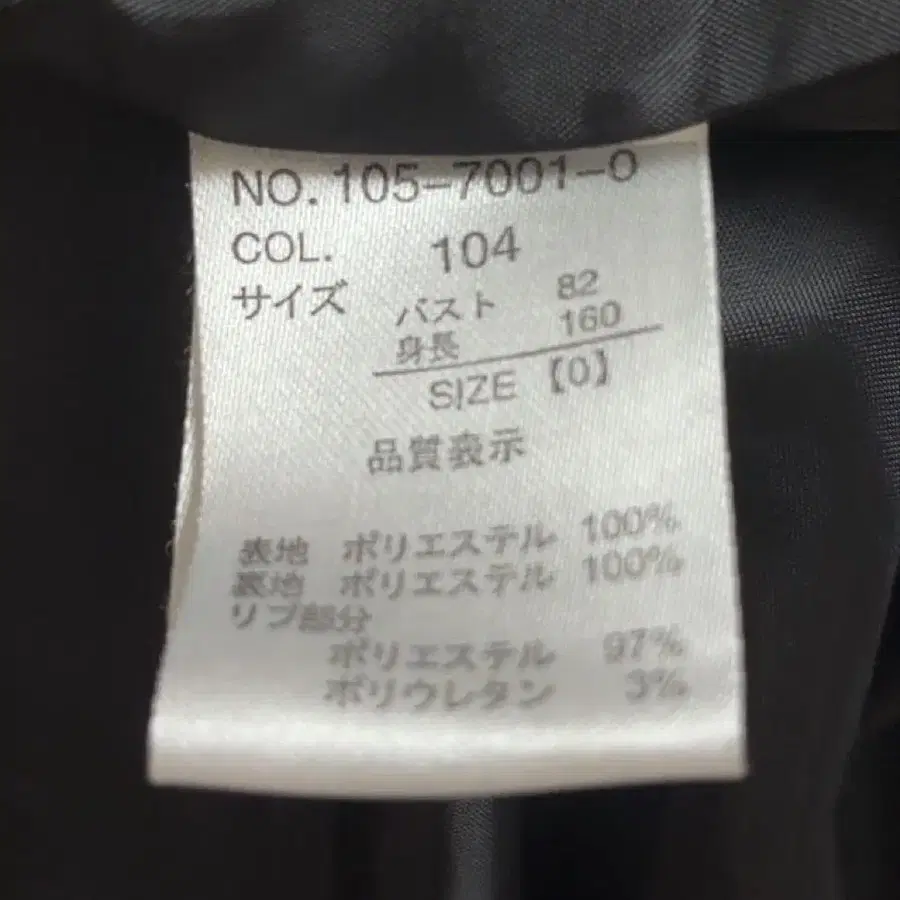 NO. 105-7001-0
COL. 104
サイズ バスト 82
身長 160
SIZE 【0】
品質表示
表地 ポリエステル 100%
裏地 ポリエステル 100%
リブ部分
ポリエステル 97%
ポリウレタン 3%